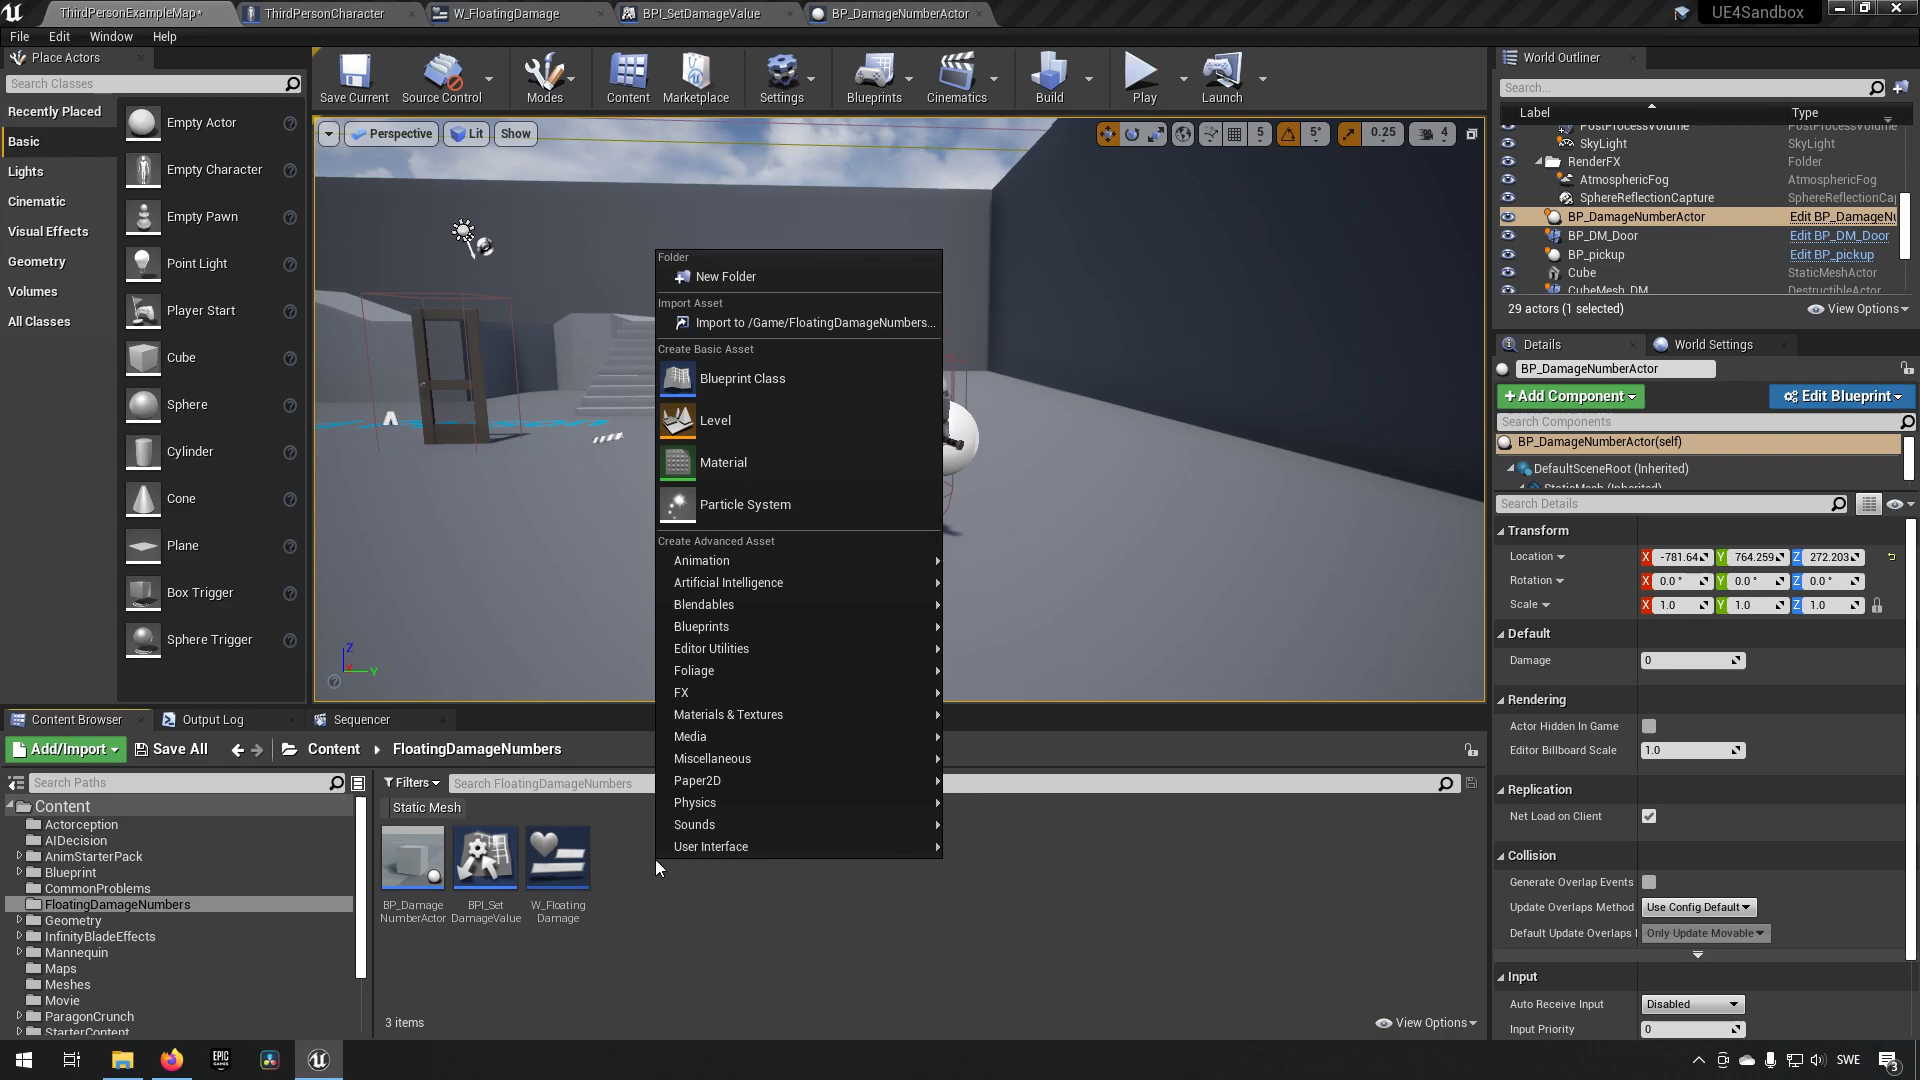 ThirdPersonExampleMap*
ThirdPersonCharacter
W_FloatingDamage
BPI_SetDamageValue
BP_DamageNumberActor
UE4Sandbox
File
Edit
Window
Help
Place Actors
Search Classes
Recently Placed
Basic
Lights
Cinematic
Visual Effects
Geometry
Volumes
All Classes
Empty Actor
Empty Character
Empty Pawn
Point Light
Player Start
Cube
Sphere
Cylinder
Cone
Plane
Box Trigger
Sphere Trigger
Save Current
Source Control
Modes
Content
Marketplace
Settings
Blueprints
Cinematics
Build
Play
Launch
Perspective
Lit
Show
5
5°
0.25
4
Z
Y
Folder
New Folder
Import Asset
Import to /Game/FloatingDamageNumbers...
Create Basic Asset
Blueprint Class
Level
Material
Particle System
Create Advanced Asset
Animation
Artificial Intelligence
Blendables
Blueprints
Editor Utilities
Foliage
FX
Materials & Textures
Media
Miscellaneous
Paper2D
Physics
Sounds
User Interface
World Outliner
Search...
Label
Type
PostProcessVolume
PostProcessVolume
SkyLight
SkyLight
RenderFX
Folder
AtmosphericFog
AtmosphericFog
SphereReflectionCapture
SphereReflectionCap
BP_DamageNumberActor
Edit BP_DamageNu
BP_DM_Door
Edit BP_DM_Door
BP_pickup
Edit BP_pickup
Cube
StaticMeshActor
CubeMesh_DM
DestructibleActor
29 actors (1 selected)
View Options
Details
World Settings
BP_DamageNumberActor
+Add Component
Edit Blueprint
Search Components
BP_DamageNumberActor(self)
DefaultSceneRoot (Inherited)
StaticMesh (Inherited)
Search Details
Transform
Location
X -781.64
Y 764.259
Z 272.203
Rotation
X 0.0 °
Y 0.0 °
Z 0.0 °
Scale
X 1.0
Y 1.0
Z 1.0
Default
Damage
0
Rendering
Actor Hidden In Game
Editor Billboard Scale
1.0
Replication
Net Load on Client
Collision
Generate Overlap Events
Update Overlaps Method
Use Config Default
Default Update Overlaps
Only Update Movable
Input
Auto Receive Input
Disabled
Input Priority
0
Content Browser
Output Log
Sequencer
Add/Import
Save All
Content
FloatingDamageNumbers
Search Paths
Filters
Search FloatingDamageNumbers
Static Mesh
Content
Actorception
AIDecision
AnimStarterPack
Blueprint
CommonProblems
FloatingDamageNumbers
Geometry
InfinityBladeEffects
Mannequin
Maps
Meshes
Movie
ParagonCrunch
StarterContent
BP_Damage
NumberActor
BPI_Set
DamageValue
W_Floating
Damage
3 items
View Options
EPIC
GAMES
SWE
3